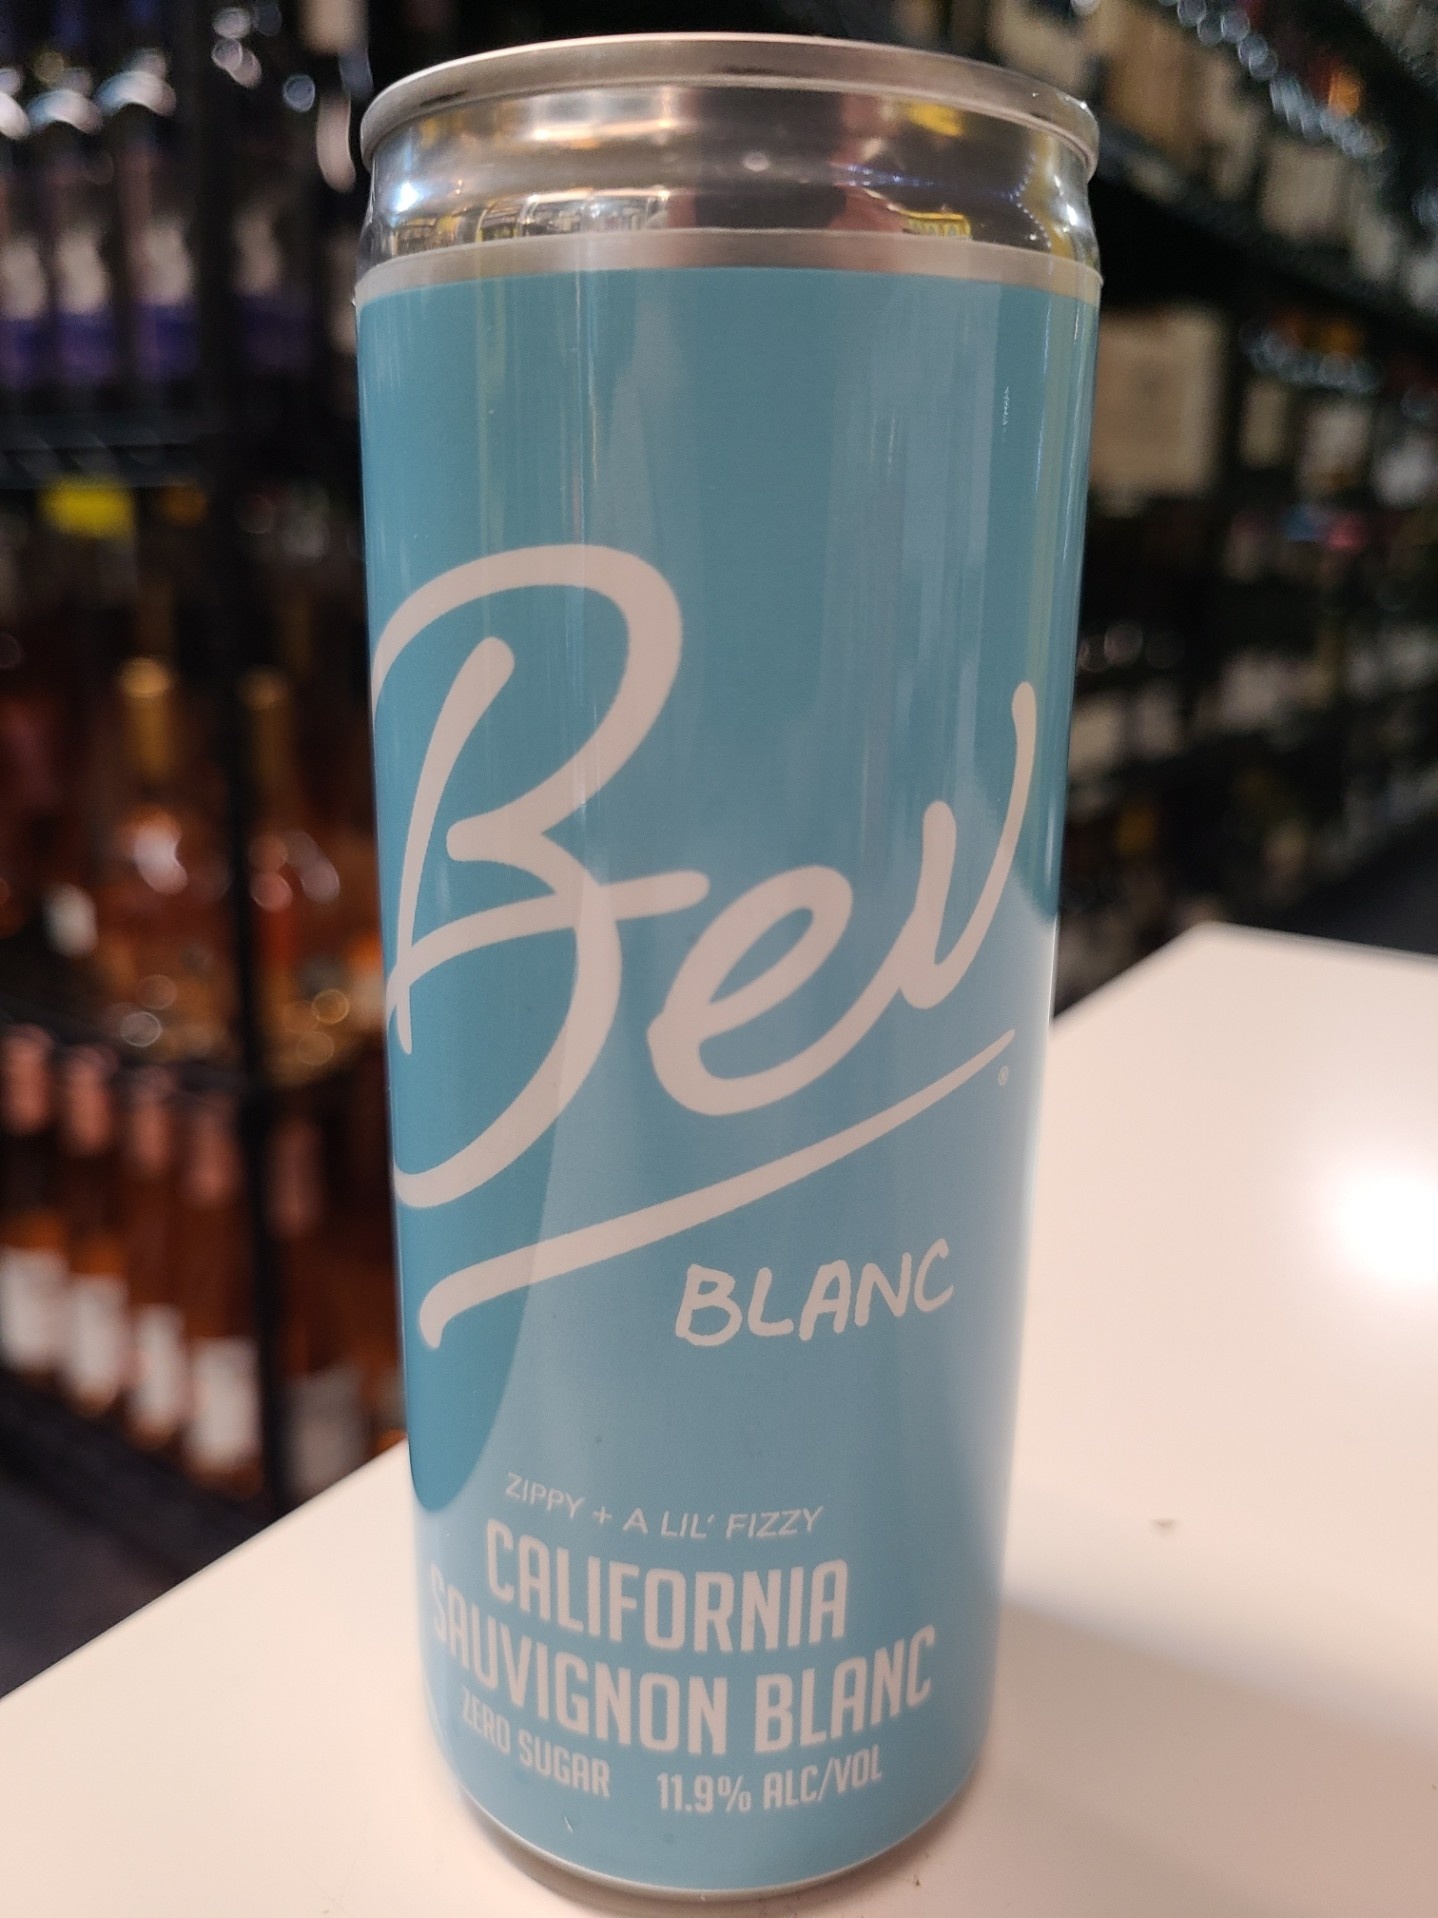 Bev
®
BLANC
ZIPPY + A LIL' FIZZY
CALIFORNIA
SAUVIGNON BLANC
ZERO SUGAR 11.9% ALC/VOL